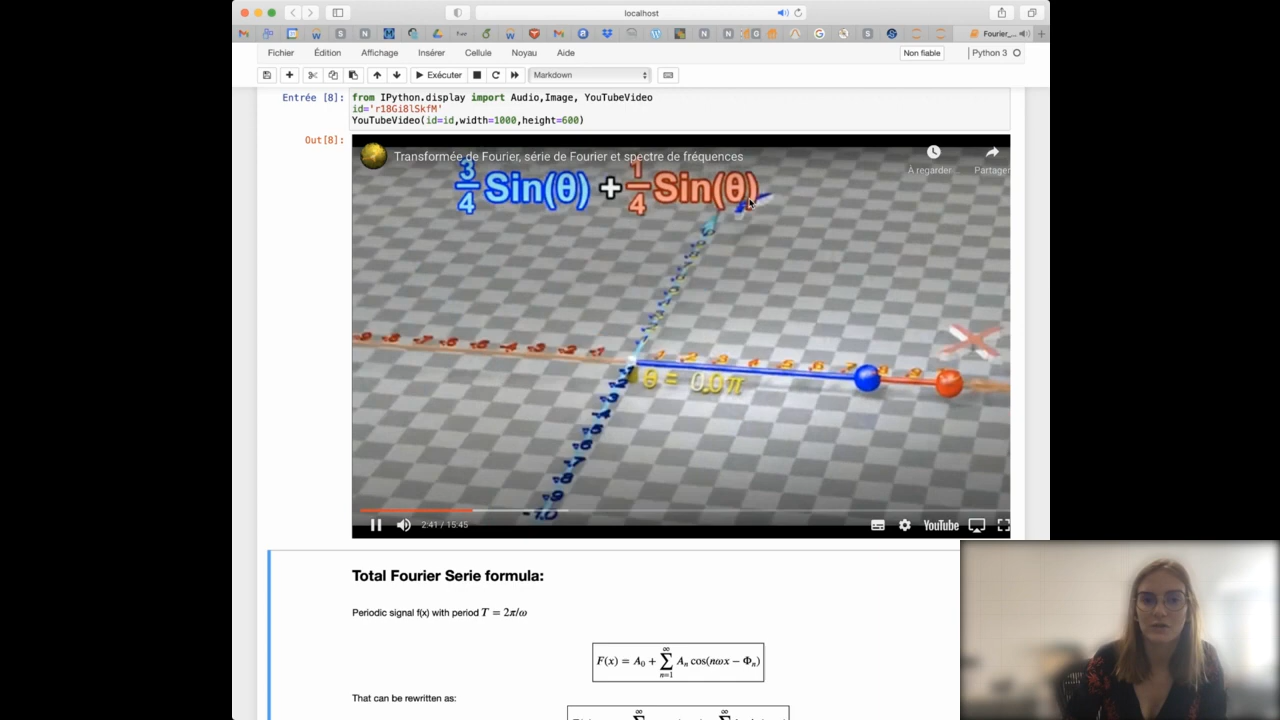 localhost
Fourier_...
Fichier Édition Affichage Insérer Cellule Noyau Aide Non fiable Python 3
Exécuter Markdown
Entrée [8]: from IPython.display import Audio,Image, YouTubeVideo
id='r18Gi8lSkfM'
YouTubeVideo(id=id,width=1000,height=600)
Out[8]:
Transformée de Fourier, série de Fourier et spectre de fréquences
À regarder ... Partager
3/4 Sin(θ) + 1/4 Sin(θ)
θ = 0.0π
2:41 / 15:45 YouTube
Total Fourier Serie formula:
Periodic signal f(x) with period T = 2π/ω
F(x) = A₀ + ∑ₙ₌₁^∞ Aₙ cos(nωx − Φₙ)
That can be rewritten as: